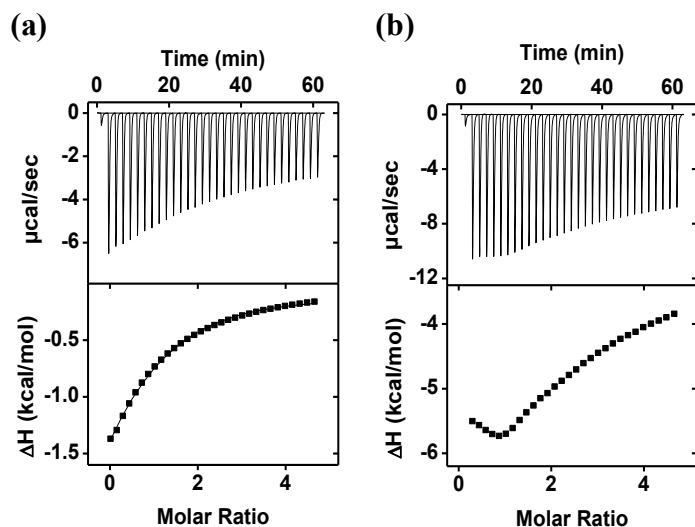 (a)
Time (min)
0 20 40 60
0
-2
-4
-6
µcal/sec
-0.5
-1.0
-1.5
ΔH (kcal/mol)
0 2 4
Molar Ratio
(b)
Time (min)
0 20 40 60
0
-4
-8
-12
µcal/sec
-4
-5
-6
ΔH (kcal/mol)
0 2 4
Molar Ratio